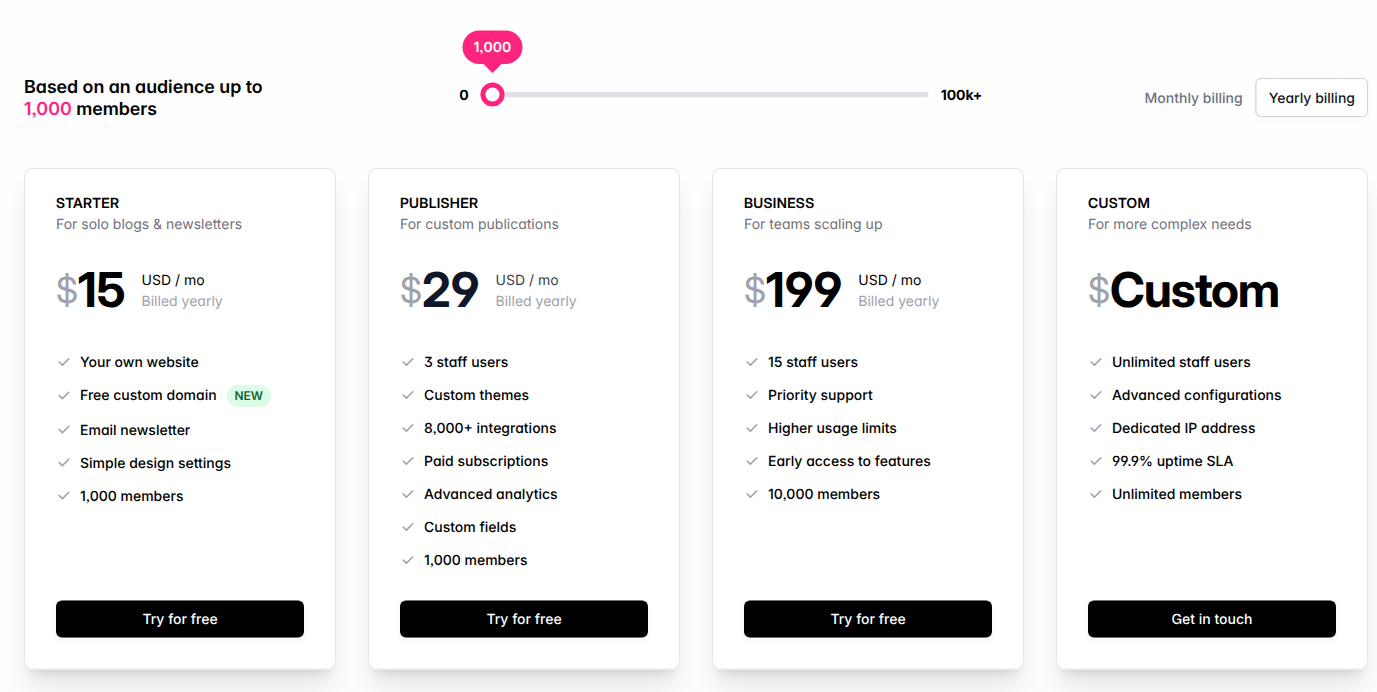 1,000
Based on an audience up to
1,000 members
0
100k+
Monthly billing
Yearly billing
STARTER
For solo blogs & newsletters
$15
USD / mo
Billed yearly
Your own website
Free custom domain NEW
Email newsletter
Simple design settings
1,000 members
Try for free
PUBLISHER
For custom publications
$29
USD / mo
Billed yearly
3 staff users
Custom themes
8,000+ integrations
Paid subscriptions
Advanced analytics
Custom fields
1,000 members
Try for free
BUSINESS
For teams scaling up
$199
USD / mo
Billed yearly
15 staff users
Priority support
Higher usage limits
Early access to features
10,000 members
Try for free
CUSTOM
For more complex needs
$Custom
Unlimited staff users
Advanced configurations
Dedicated IP address
99.9% uptime SLA
Unlimited members
Get in touch